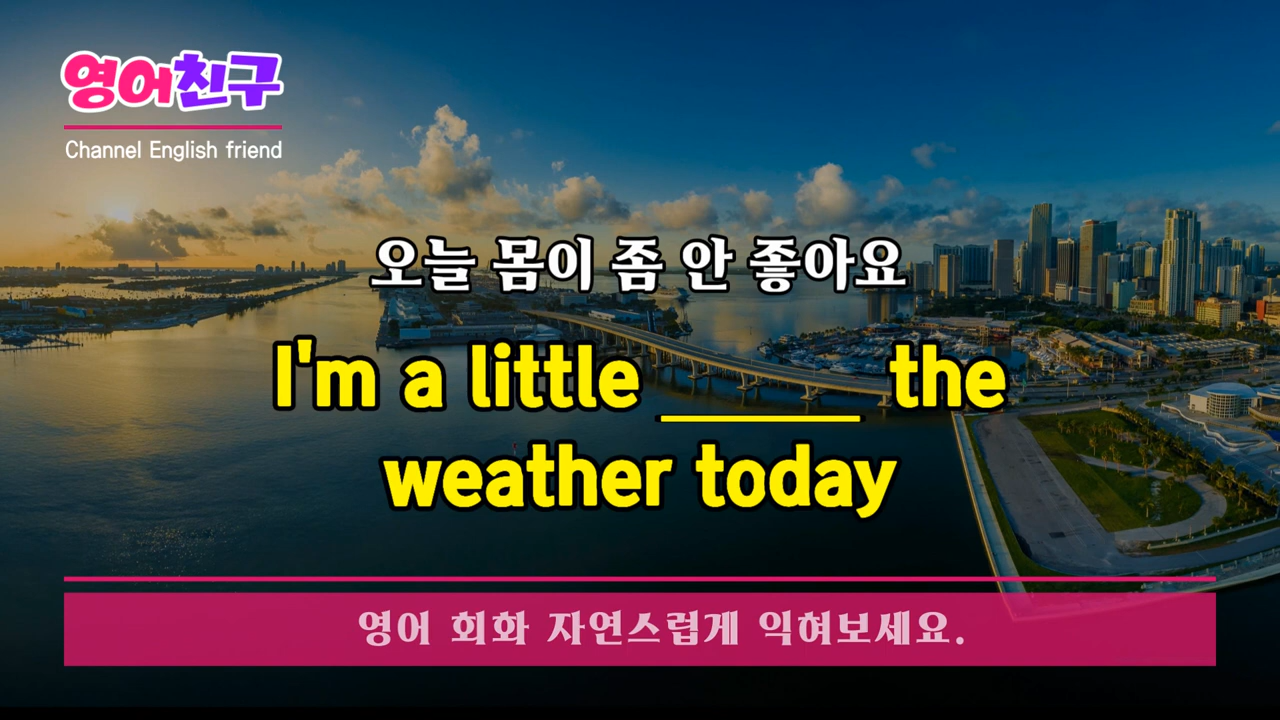 영어친구
Channel English friend
오늘 몸이 좀 안 좋아요
I'm a little _____ the
weather today
영어 회화 자연스럽게 익혀보세요.